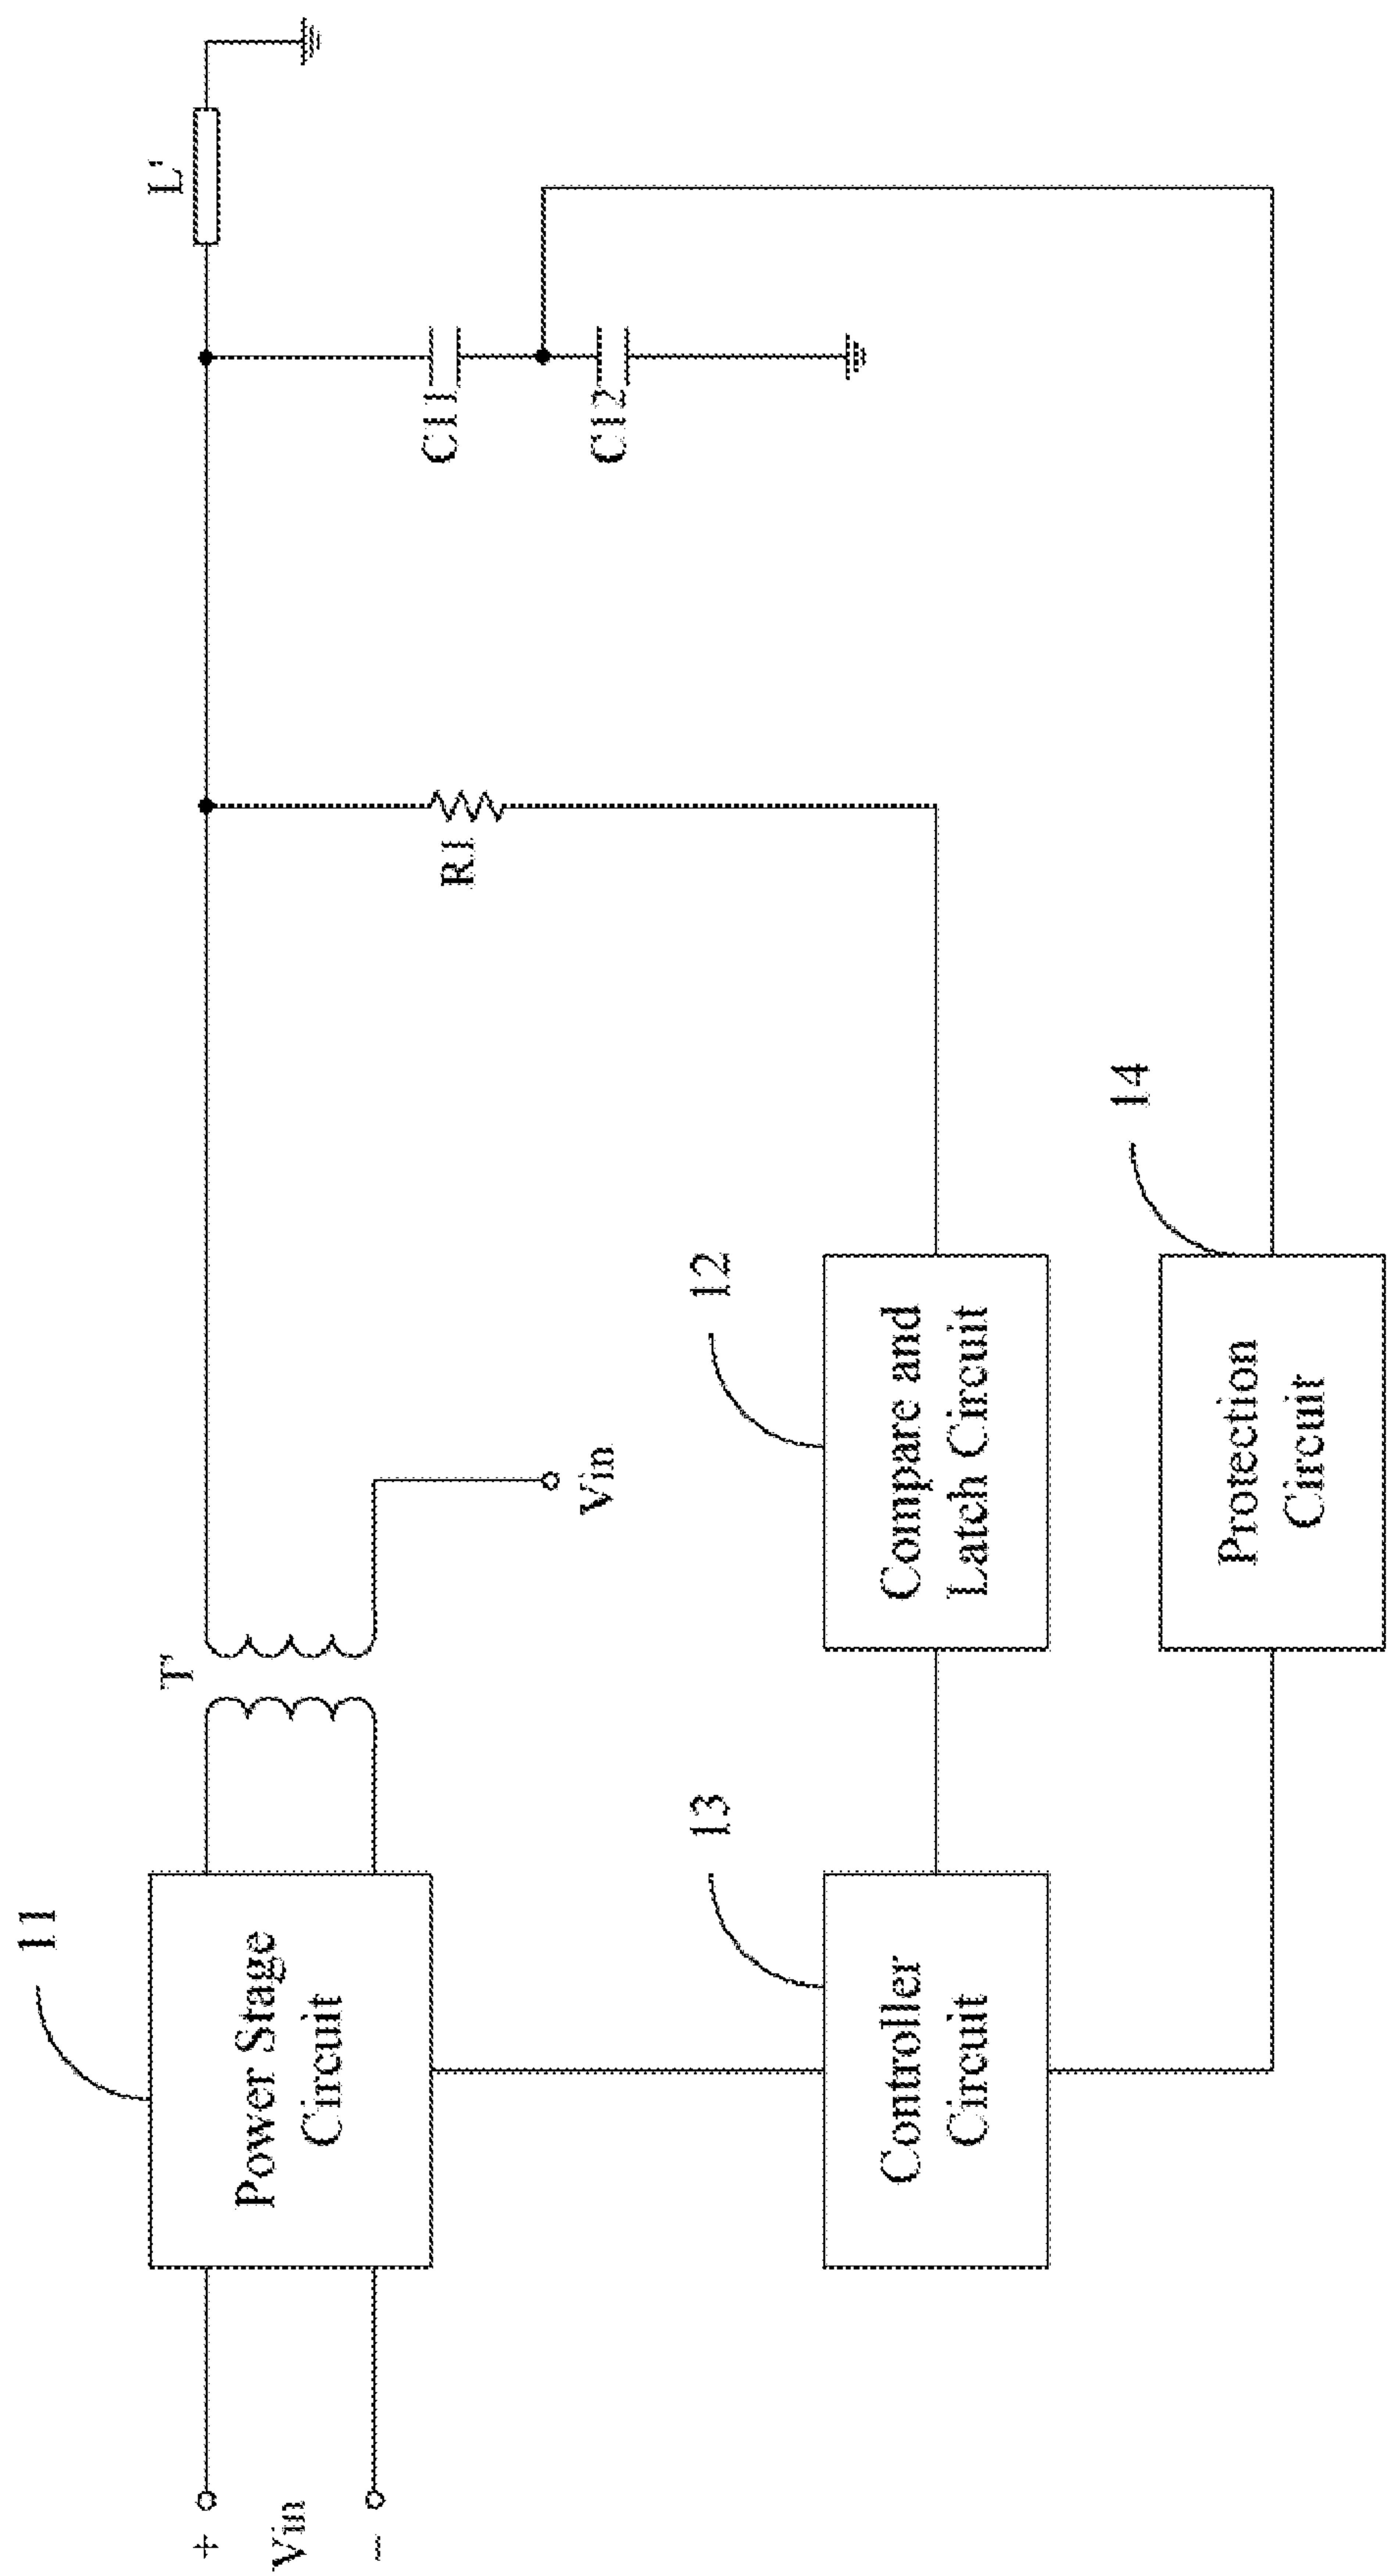 11
Power Stage
Circuit
+
Vin
−
T'
Vin
L'
C11
C12
R1
13
Controller
Circuit
12
Compare and
Latch Circuit
14
Protection
Circuit